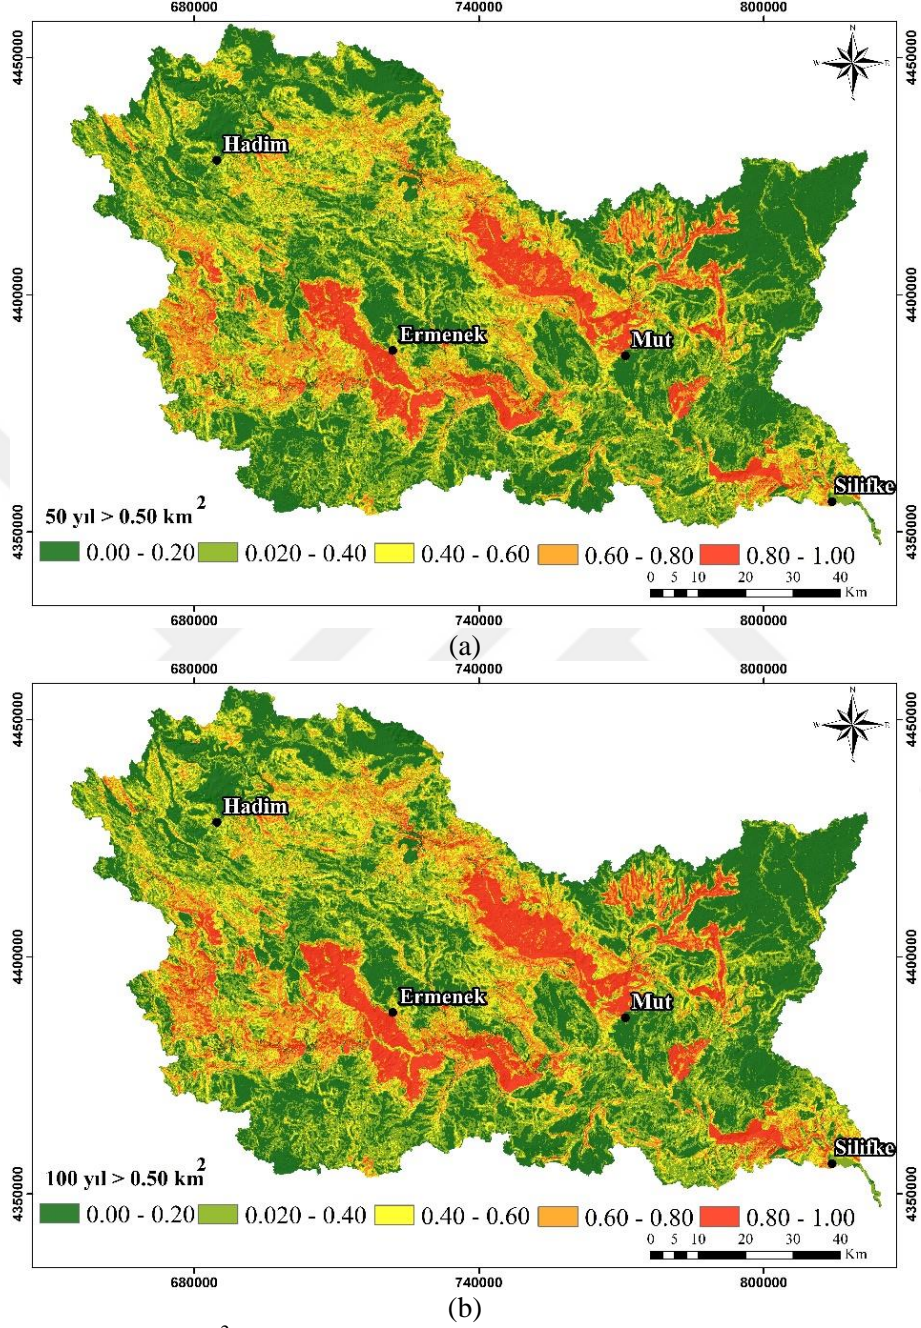 680000 740000 800000
N
W E
S
4450000 4450000
Hadim
4400000 4400000
Ermenek
Mut
Silifke
50 yıl > 0.50 km2
4350000 4350000
0.00 - 0.20 0.020 - 0.40 0.40 - 0.60 0.60 - 0.80 0.80 - 1.00
0 5 10 20 30 40
Km
680000 740000 800000
(a)
680000 740000 800000
N
W E
S
4450000 4450000
Hadim
4400000 4400000
Ermenek
Mut
Silifke
100 yıl > 0.50 km2
4350000 4350000
0.00 - 0.20 0.020 - 0.40 0.40 - 0.60 0.60 - 0.80 0.80 - 1.00
0 5 10 20 30 40
Km
680000 740000 800000
(b)